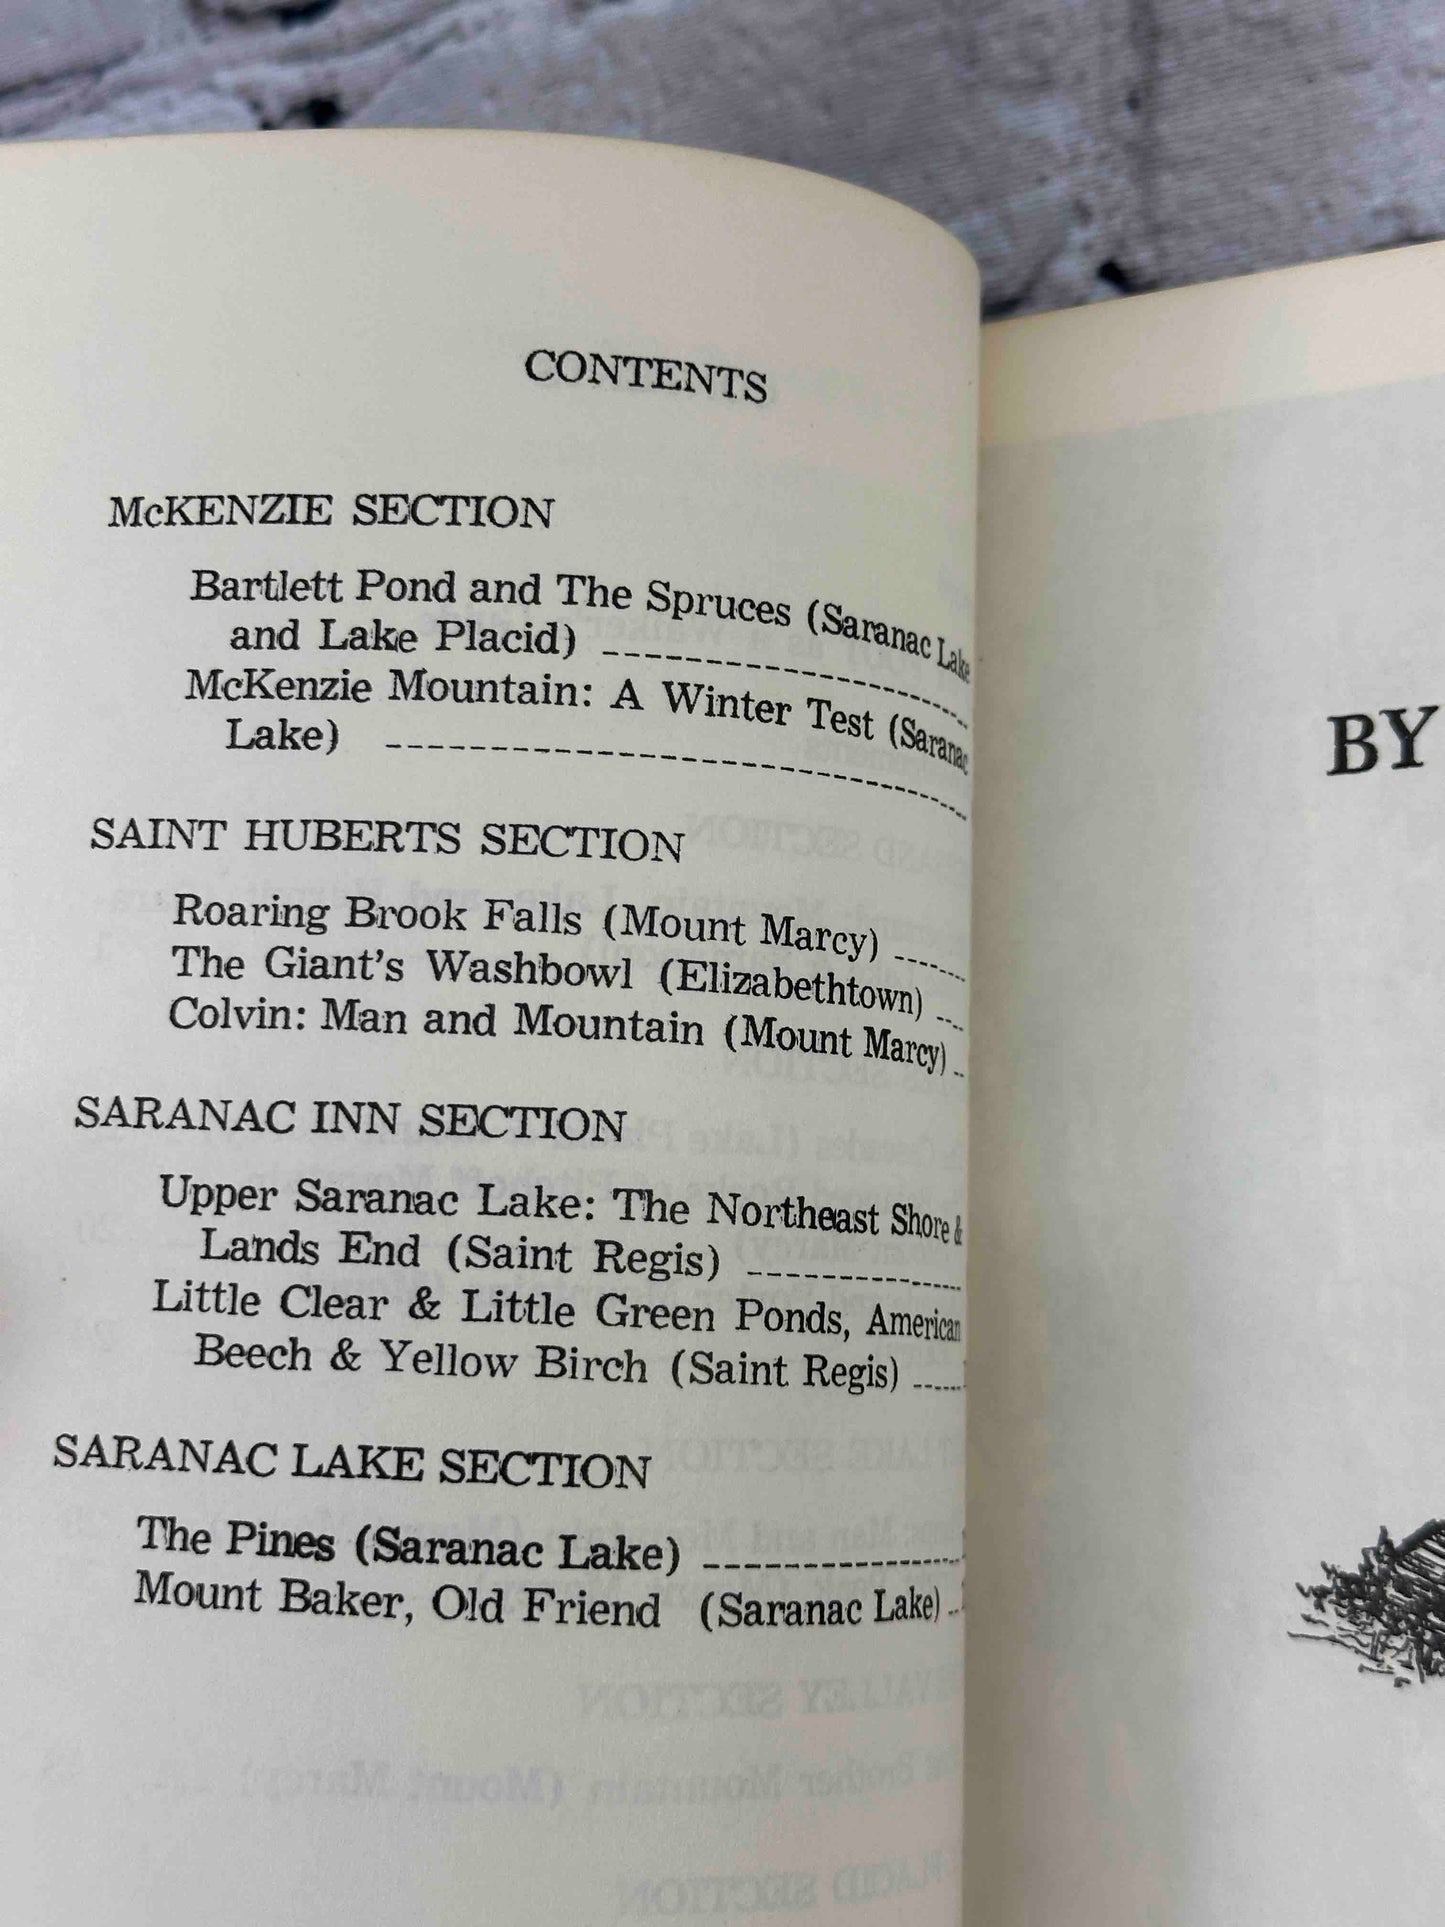 CONTENTS
McKENZIE SECTION
Bartlett Pond and The Spruces (Saranac Lake
and Lake Placid)
McKenzie Mountain: A Winter Test (Saranac
Lake)
SAINT HUBERTS SECTION
Roaring Brook Falls (Mount Marcy)
The Giant's Washbowl (Elizabethtown)
Colvin: Man and Mountain (Mount Marcy)
SARANAC INN SECTION
Upper Saranac Lake: The Northeast Shore &
Lands End (Saint Regis)
Little Clear & Little Green Ponds, American
Beech & Yellow Birch (Saint Regis)
SARANAC LAKE SECTION
The Pines (Saranac Lake)
Mount Baker, Old Friend (Saranac Lake)
BY